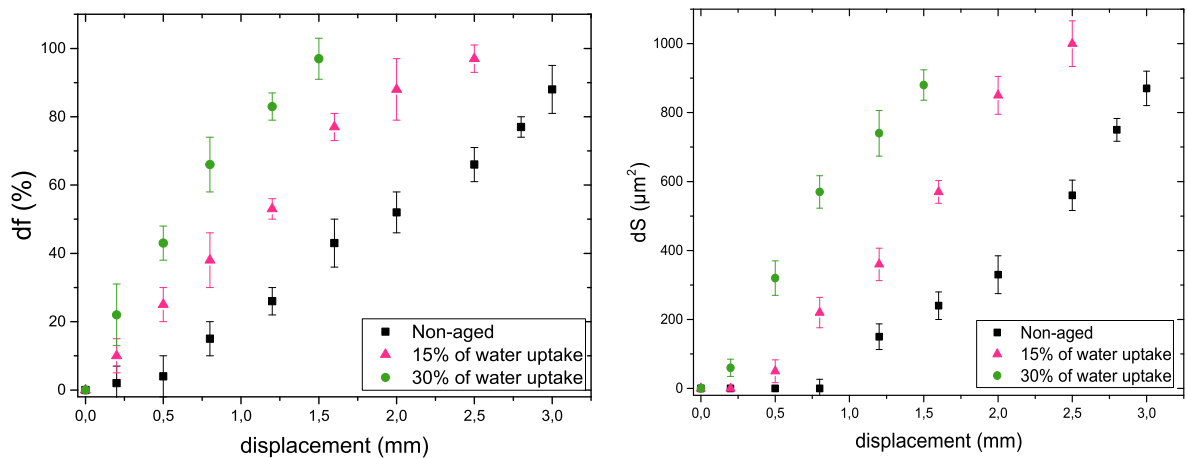 df (%)
100
80
60
40
20
0
0,0 0,5 1,0 1,5 2,0 2,5 3,0
displacement (mm)
Non-aged
15% of water uptake
30% of water uptake
dS (µm²)
1000
800
600
400
200
0
0,0 0,5 1,0 1,5 2,0 2,5 3,0
displacement (mm)
Non-aged
15% of water uptake
30% of water uptake